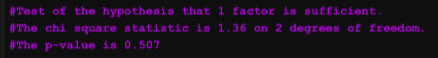 #Test of the hypothesis that 1 factor is sufficient.
#The chi square statistic is 1.36 on 2 degrees of freedom.
#The p-value is 0.507